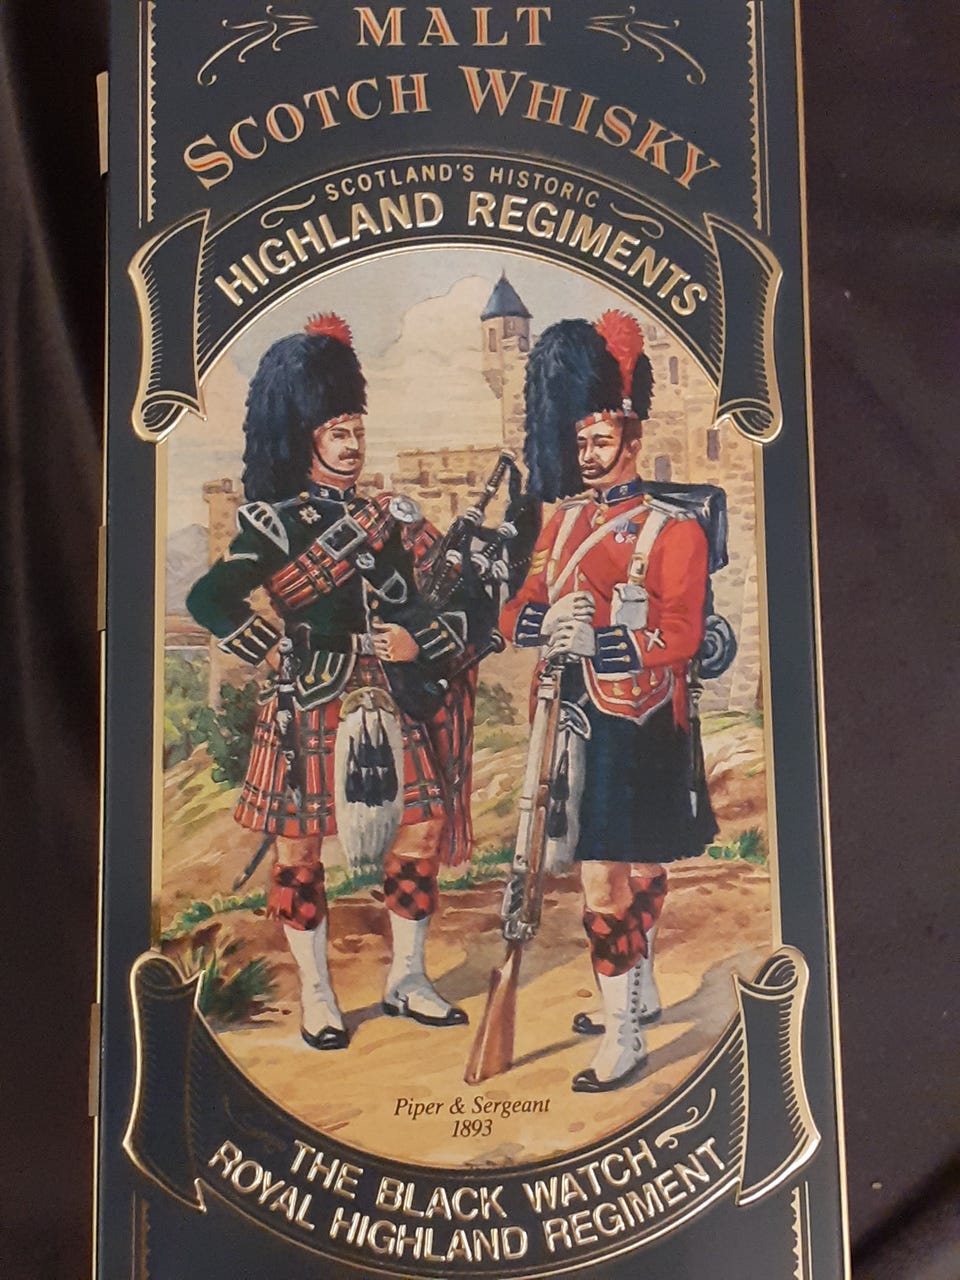 MALT
SCOTCH WHISKY
SCOTLAND'S HISTORIC
HIGHLAND REGIMENTS
Piper & Sergeant
1893
THE BLACK WATCH
ROYAL HIGHLAND REGIMENT